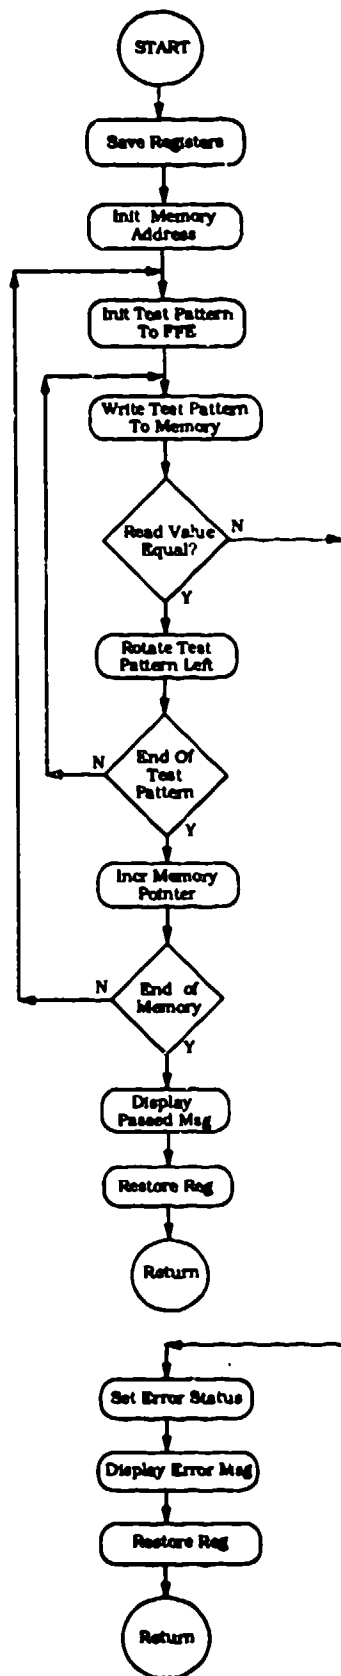 START
Save Registers
Init Memory
Address
Init Test Pattern
To FFE
Write Test Pattern
To Memory
Read Value
Equal?
N
Y
Rotate Test
Pattern Left
End Of
Test
Pattern
N
Y
Incr Memory
Pointer
End of
Memory
N
Y
Display
Passed Msg
Restore Reg
Return
Set Error Status
Display Error Msg
Restore Reg
Return